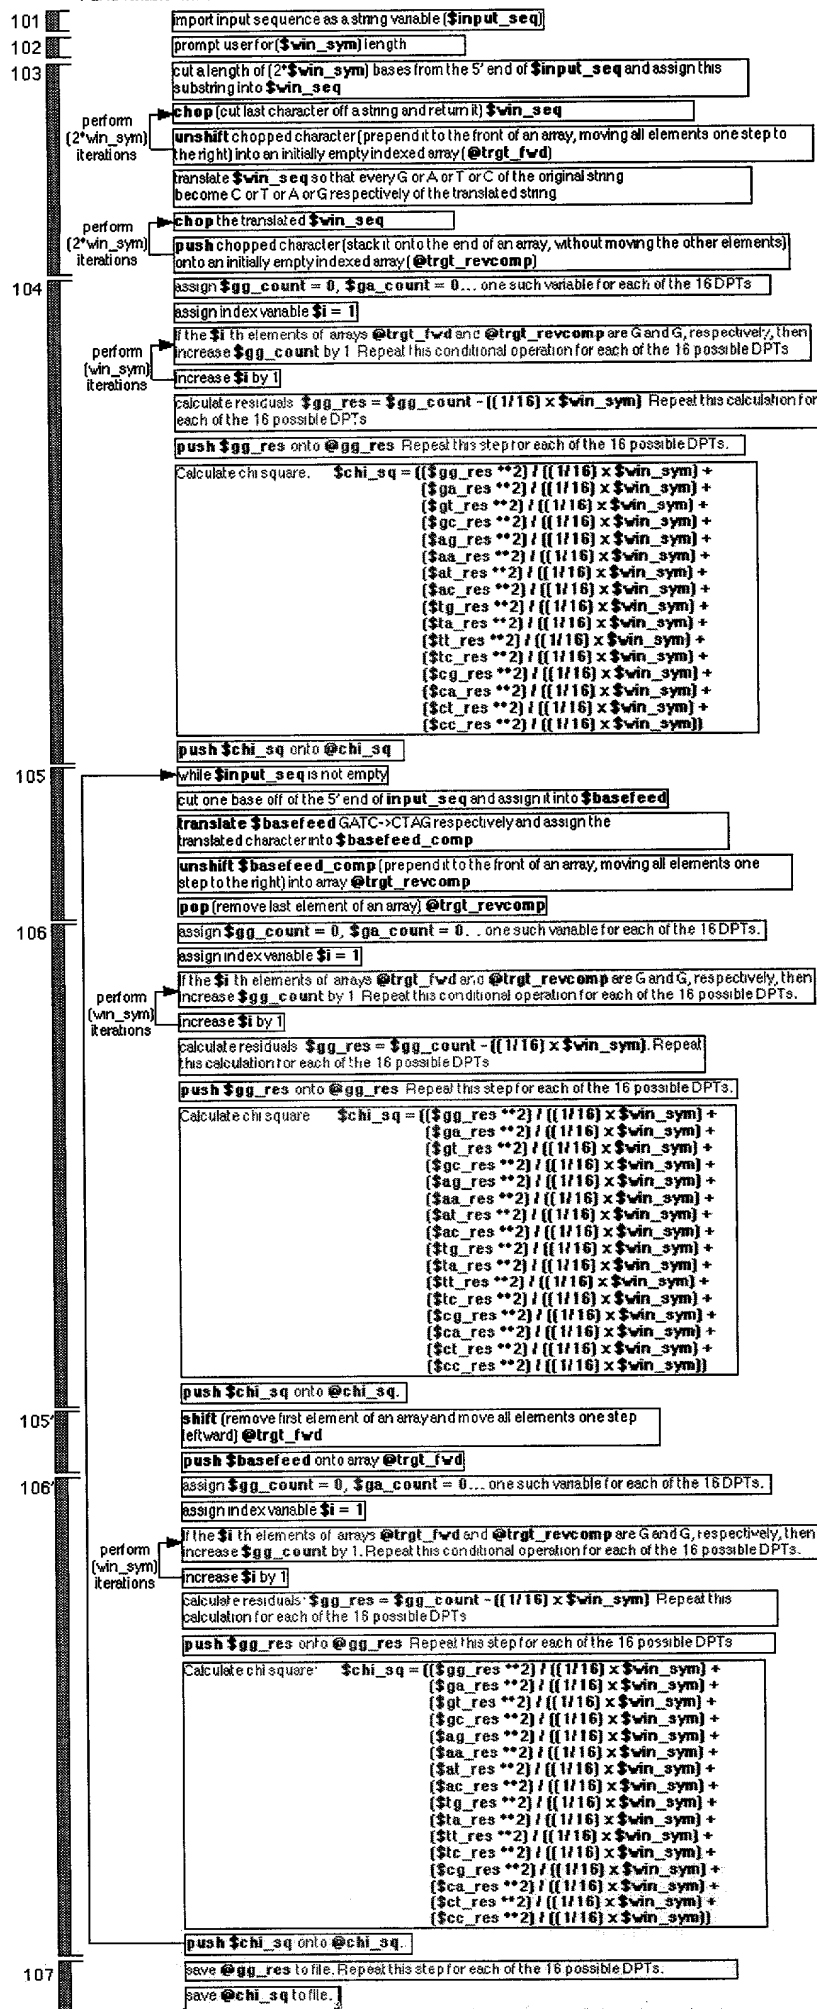 101
import input sequence as a string variable ($input_seq)
102
prompt user for ($win_sym) length
103
cut a length of (2*$win_sym) bases from the 5' end of $input_seq and assign this
substring into $win_seq
perform
(2*win_sym)
iterations
chop (cut last character off a string and return it) $win_seq
unshift chopped character (prepend it to the front of an array, moving all elements one step to
the right) into an initially empty indexed array (@trgt_fwd)
translate $win_seq so that every G or A or T or C of the original string
become C or T or A or G respectively of the translated string
perform
(2*win_sym)
iterations
chop the translated $win_seq
push chopped character (stack it onto the end of an array, without moving the other elements)
onto an initially empty indexed array (@trgt_revcomp)
104
assign $gg_count = 0, $ga_count = 0... one such variable for each of the 16 DPTs
assign index variable $i = 1
perform
(win_sym)
iterations
If the $i th elements of arrays @trgt_fwd and @trgt_revcomp are G and G, respectively, then
increase $gg_count by 1 Repeat this conditional operation for each of the 16 possible DPTs
increase $i by 1
calculate residuals $gg_res = $gg_count - ((1/16) x $win_sym) Repeat this calculation for
each of the 16 possible DPTs
push $gg_res onto @gg_res Repeat this step for each of the 16 possible DPTs.
Calculate chi square. $chi_sq = (($gg_res **2) / ((1/16) x $win_sym) +
($ga_res **2) / ((1/16) x $win_sym) +
($gt_res **2) / ((1/16) x $win_sym) +
($gc_res **2) / ((1/16) x $win_sym) +
($ag_res **2) / ((1/16) x $win_sym) +
($aa_res **2) / ((1/16) x $win_sym) +
($at_res **2) / ((1/16) x $win_sym) +
($ac_res **2) / ((1/16) x $win_sym) +
($tg_res **2) / ((1/16) x $win_sym) +
($ta_res **2) / ((1/16) x $win_sym) +
($tt_res **2) / ((1/16) x $win_sym) +
($tc_res **2) / ((1/16) x $win_sym) +
($cg_res **2) / ((1/16) x $win_sym) +
($ca_res **2) / ((1/16) x $win_sym) +
($ct_res **2) / ((1/16) x $win_sym) +
($cc_res **2) / ((1/16) x $win_sym))
push $chi_sq onto @chi_sq
105
while $input_seq is not empty
cut one base off of the 5' end of input_seq and assign it into $basefeed
translate $basefeed GATC->CTAG respectively and assign the
translated character into $basefeed_comp
unshift $basefeed_comp (prepend it to the front of an array, moving all elements one
step to the right) into array @trgt_revcomp
pop (remove last element of an array) @trgt_revcomp
106
assign $gg_count = 0, $ga_count = 0. . one such variable for each of the 16 DPTs.
assign index variable $i = 1
perform
(win_sym)
iterations
If the $i th elements of arrays @trgt_fwd and @trgt_revcomp are G and G, respectively, then
increase $gg_count by 1 Repeat this conditional operation for each of the 16 possible DPTs.
increase $i by 1
calculate residuals $gg_res = $gg_count - ((1/16) x $win_sym). Repeat
this calculation for each of the 16 possible DPTs
push $gg_res onto @gg_res Repeat this step for each of the 16 possible DPTs.
Calculate chi square $chi_sq = (($gg_res **2) / ((1/16) x $win_sym) +
($ga_res **2) / ((1/16) x $win_sym) +
($gt_res **2) / ((1/16) x $win_sym) +
($gc_res **2) / ((1/16) x $win_sym) +
($ag_res **2) / ((1/16) x $win_sym) +
($aa_res **2) / ((1/16) x $win_sym) +
($at_res **2) / ((1/16) x $win_sym) +
($ac_res **2) / ((1/16) x $win_sym) +
($tg_res **2) / ((1/16) x $win_sym) +
($ta_res **2) / ((1/16) x $win_sym) +
($tt_res **2) / ((1/16) x $win_sym) +
($tc_res **2) / ((1/16) x $win_sym) +
($cg_res **2) / ((1/16) x $win_sym) +
($ca_res **2) / ((1/16) x $win_sym) +
($ct_res **2) / ((1/16) x $win_sym) +
($cc_res **2) / ((1/16) x $win_sym))
push $chi_sq onto @chi_sq.
105'
shift (remove first element of an array and move all elements one step
leftward) @trgt_fwd
push $basefeed onto array @trgt_fwd
106'
assign $gg_count = 0, $ga_count = 0... one such variable for each of the 16 DPTs.
assign index variable $i = 1
perform
(win_sym)
iterations
If the $i th elements of arrays @trgt_fwd and @trgt_revcomp are G and G, respectively, then
increase $gg_count by 1. Repeat this conditional operation for each of the 16 possible DPTs.
increase $i by 1
calculate residuals: $gg_res = $gg_count - ((1/16) x $win_sym) Repeat this
calculation for each of the 16 possible DPTs
push $gg_res onto @gg_res Repeat this step for each of the 16 possible DPTs
Calculate chi square: $chi_sq = (($gg_res **2) / ((1/16) x $win_sym) +
($ga_res **2) / ((1/16) x $win_sym) +
($gt_res **2) / ((1/16) x $win_sym) +
($gc_res **2) / ((1/16) x $win_sym) +
($ag_res **2) / ((1/16) x $win_sym) +
($aa_res **2) / ((1/16) x $win_sym) +
($at_res **2) / ((1/16) x $win_sym) +
($ac_res **2) / ((1/16) x $win_sym) +
($tg_res **2) / ((1/16) x $win_sym) +
($ta_res **2) / ((1/16) x $win_sym) +
($tt_res **2) / ((1/16) x $win_sym) +
($tc_res **2) / ((1/16) x $win_sym) +
($cg_res **2) / ((1/16) x $win_sym) +
($ca_res **2) / ((1/16) x $win_sym) +
($ct_res **2) / ((1/16) x $win_sym) +
($cc_res **2) / ((1/16) x $win_sym))
push $chi_sq onto @chi_sq.
107
save @gg_res to file. Repeat this step for each of the 16 possible DPTs.
save @chi_sq to file.